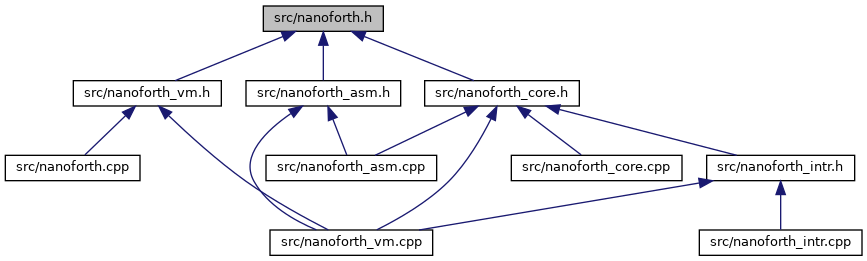 src/nanoforth.h
src/nanoforth_vm.h
src/nanoforth_asm.h
src/nanoforth_core.h
src/nanoforth.cpp
src/nanoforth_asm.cpp
src/nanoforth_core.cpp
src/nanoforth_intr.h
src/nanoforth_vm.cpp
src/nanoforth_intr.cpp